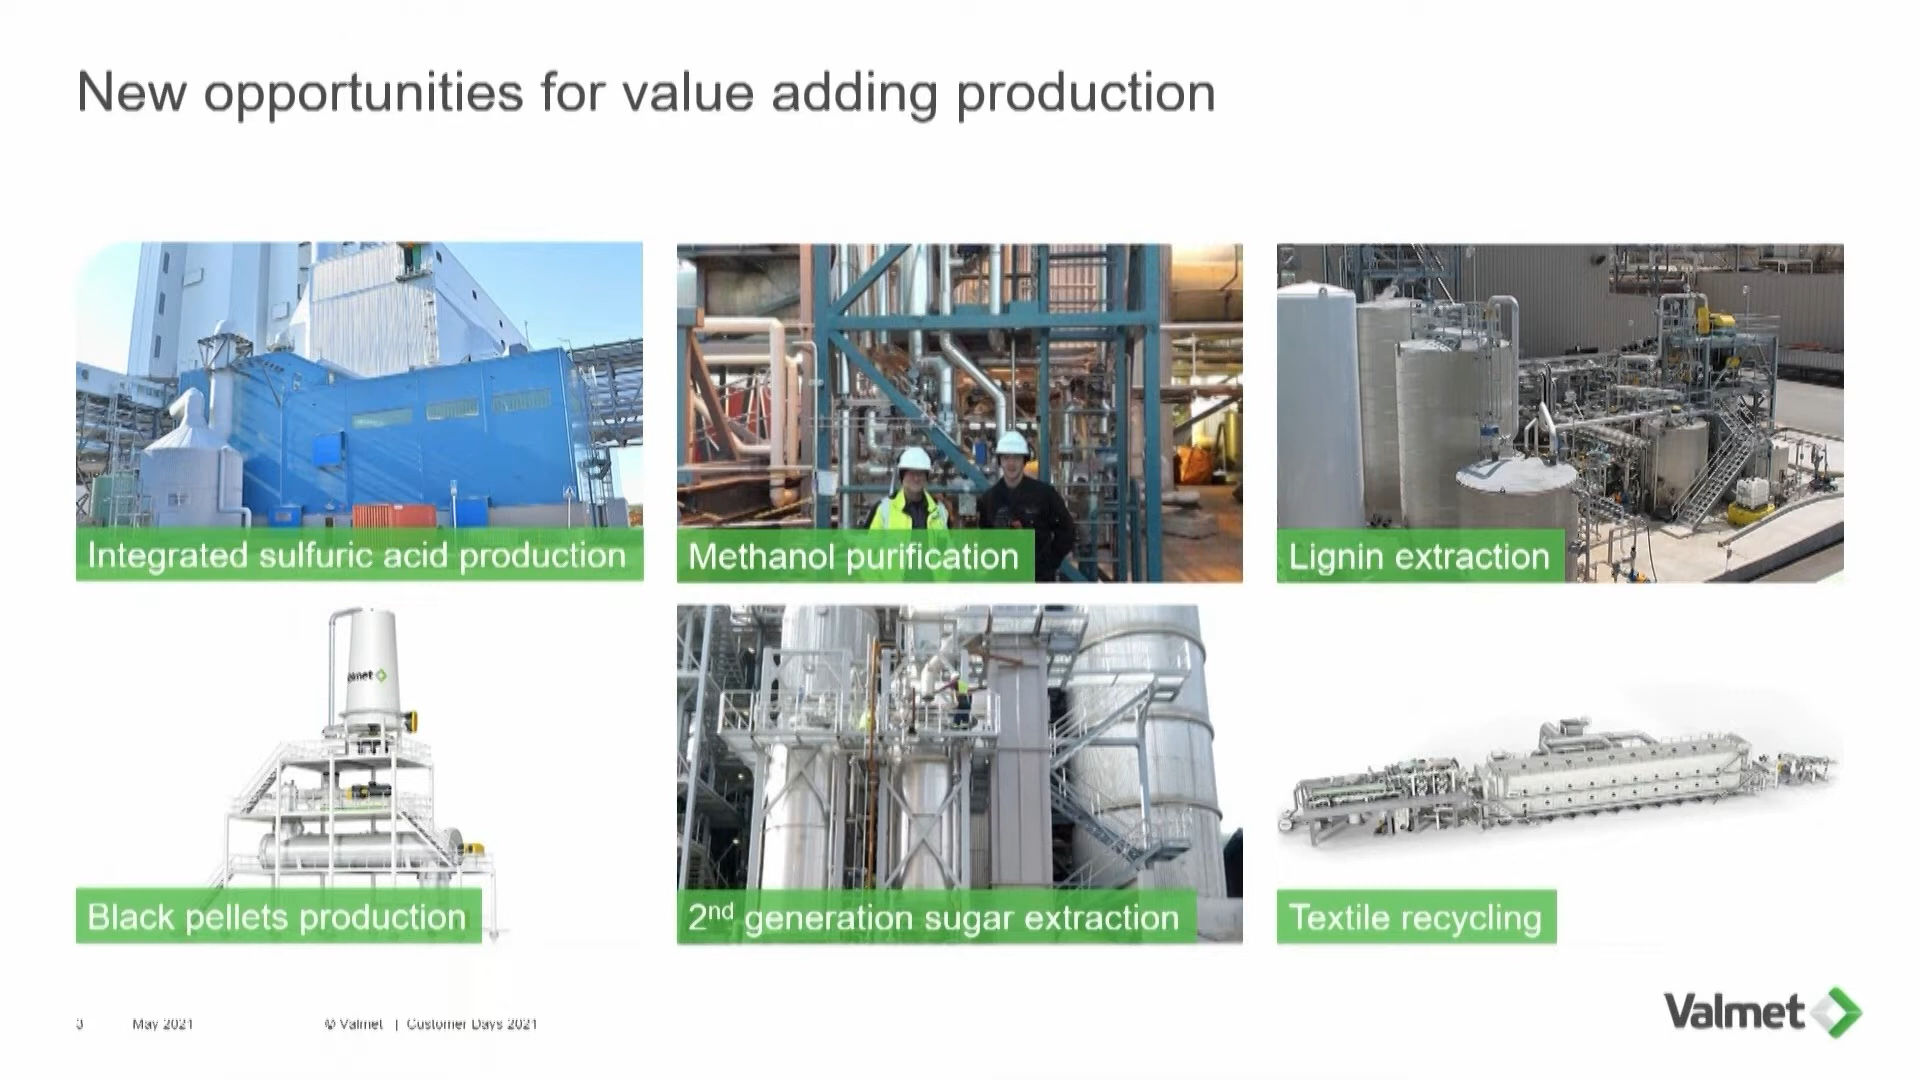 New opportunities for value adding production
Integrated sulfuric acid production
Methanol purification
Lignin extraction
Black pellets production
2nd generation sugar extraction
Textile recycling
3 May 2021 © Valmet | Customer Days 2021
Valmet